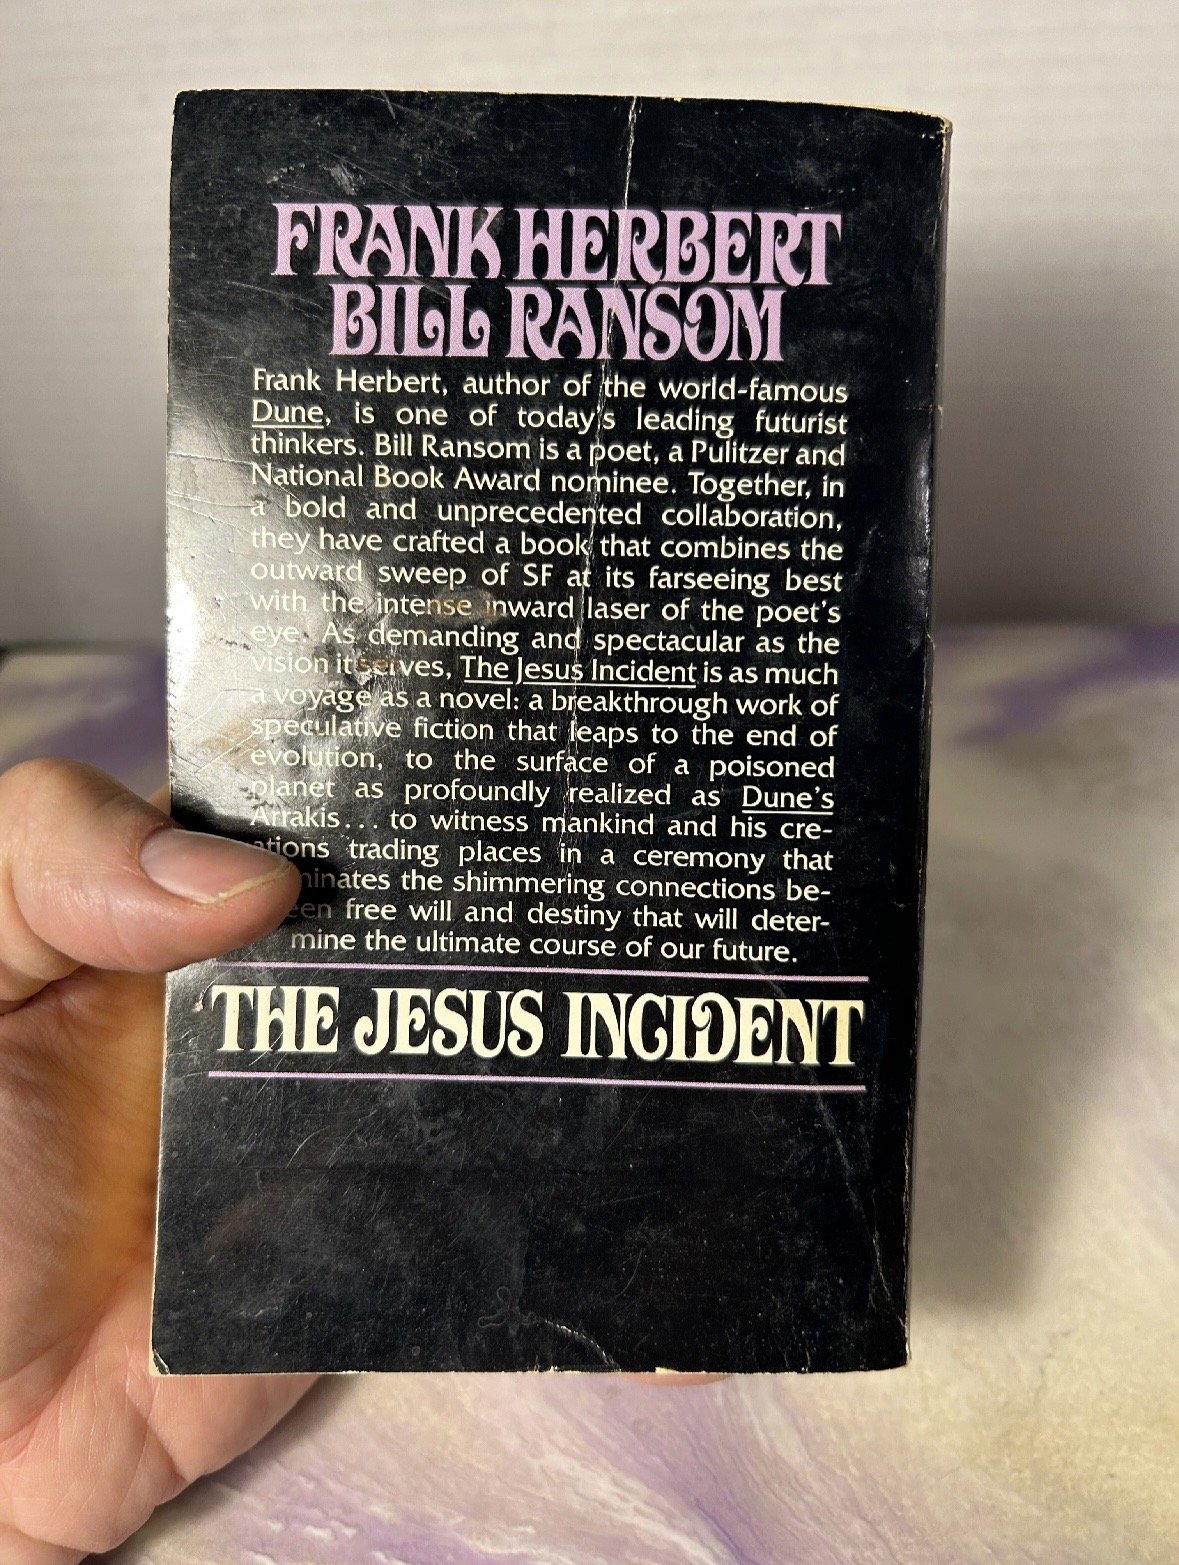 FRANK HERBERT
BILL RANSOM
Frank Herbert, author of the world-famous
Dune, is one of today's leading futurist
thinkers. Bill Ransom is a poet, a Pulitzer and
National Book Award nominee. Together, in
a bold and unprecedented collaboration,
they have crafted a book that combines the
outward sweep of SF at its farseeing best
with the intense inward laser of the poet's
eye. As demanding and spectacular as the
vision it serves, The Jesus Incident is as much
a voyage as a novel: a breakthrough work of
speculative fiction that leaps to the end of
evolution, to the surface of a poisoned
planet as profoundly realized as Dune's
Arrakis... to witness mankind and his cre-
ations trading places in a ceremony that
the shimmering connections be-
free will and destiny that will deter-
mine the ultimate course of our future.
THE JESUS INCIDENT